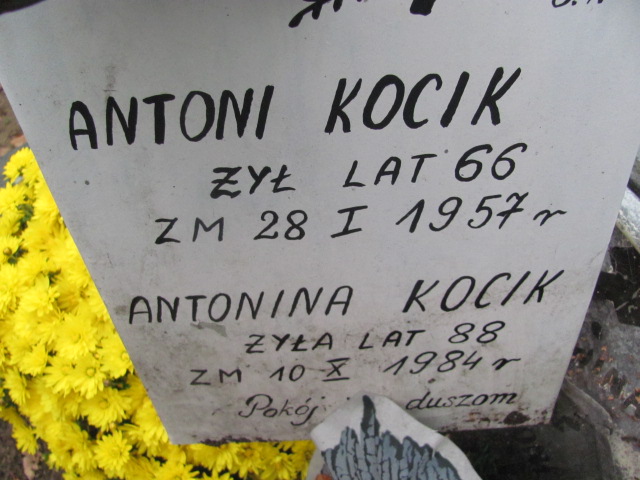 ANTONI KOCIK
ŻYŁ LAT 66
ZM 28 I 1957 r
ANTONINA KOCIK
ŻYŁA LAT 88
ZM 10 X 1984 r
Pokój duszom